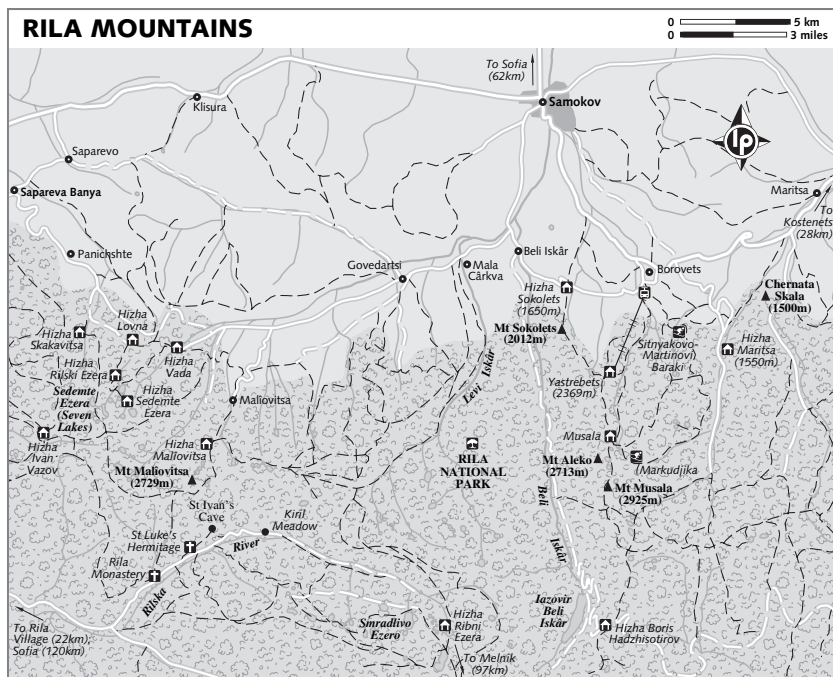 RILA MOUNTAINS
0 5 km
0 3 miles
To Sofia
(62km)
Samokov
Klisura
lp
Saparevo
Sapareva Banya
Maritsa
To
Kostenets
(28km)
Panichshte
Govedartsi
Mala
Cârkva
Beli Iskâr
Borovets
Hizha
Sokolets
(1650m)
Chernata
Skala
(1500m)
Hizha
Lovna
Hizha
Skakavitsa
Hizha
Vada
Mt Sokolets
(2012m)
Sitnyakovo-
Martinovi
Baraki
Hizha
Maritsa
(1550m)
Hizha
Rilski Ezera
Levi Iskâr
Yastrebets
(2369m)
Sedemte
Ezera
(Seven
Lakes)
Hizha
Sedemte
Ezera
Maliovitsa
Hizha
Ivan
Vazov
Hizha
Maliovitsa
RILA
NATIONAL
PARK
Musala
Mt Aleko
(2713m)
Markudjika
Mt Maliovitsa
(2729m)
Mt Musala
(2925m)
Beli
Iskâr
St Ivan's
Cave
Kiril
Meadow
St Luke's
Hermitage
River
Rila
Monastery
Rilska
Smradlivo
Ezero
Iazovir
Beli
Iskâr
To Rila
Village (22km);
Sofia (120km)
Hizha
Ribni
Ezera
Hizha Boris
Hadzhisotirov
To Melnik
(97km)